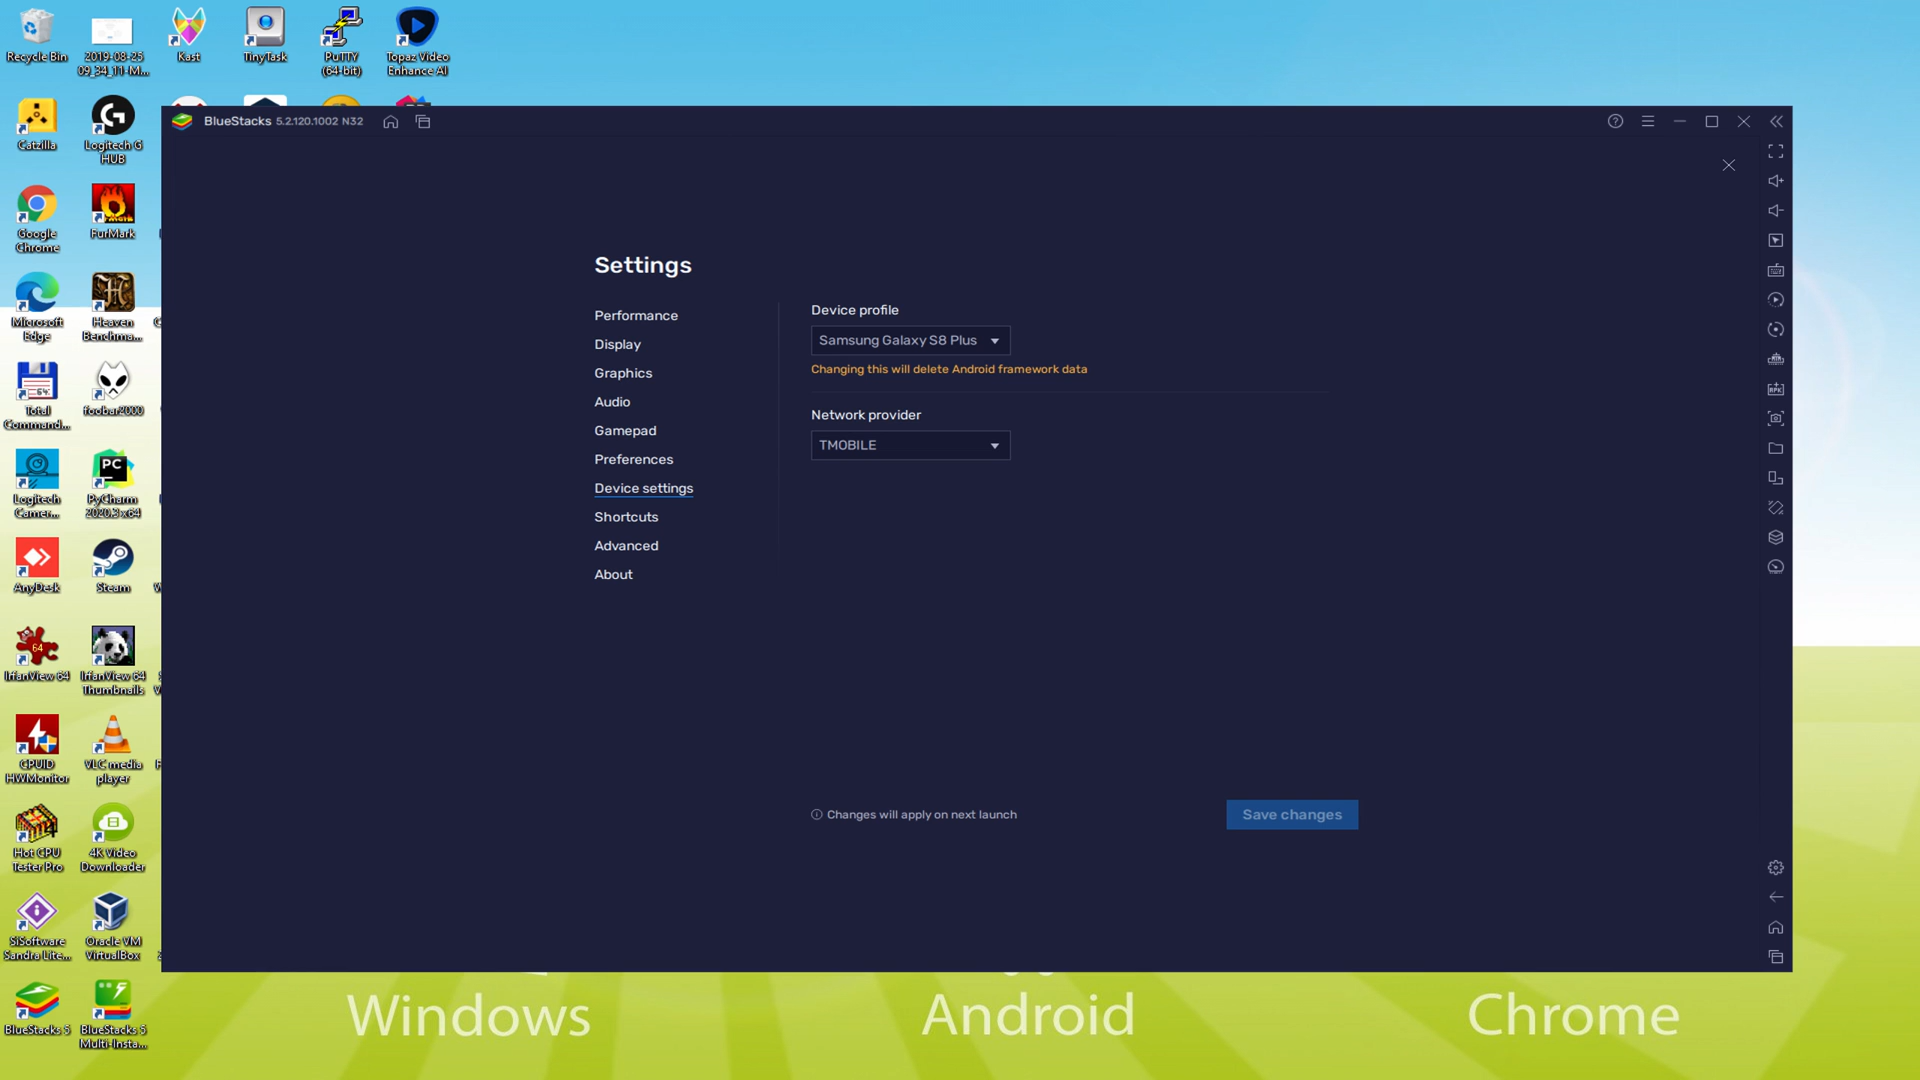 Recycle Bin
2019-08-25
09_34_11-M...
Kast
TinyTask
PuTTY
(64-bit)
Topaz Video
Enhance AI
Catzilla
Logitech G
HUB
Google
Chrome
FurMark
Microsoft
Edge
Heaven
Benchma...
Total
Command...
foobar2000
Logitech
Camer...
PyCharm
2020.3 x64
AnyDesk
Steam
IrfanView 64
IrfanView 64
Thumbnails
CPUID
HWMonitor
VLC media
player
Hot CPU
Tester Pro
4K Video
Downloader
SiSoftware
Sandra Lite...
Oracle VM
VirtualBox
BlueStacks 5
BlueStacks 5
Multi-Insta...
BlueStacks 5.2.120.1002 N32
Settings
Performance
Display
Graphics
Audio
Gamepad
Preferences
Device settings
Shortcuts
Advanced
About
Device profile
Samsung Galaxy S8 Plus
Changing this will delete Android framework data
Network provider
TMOBILE
Changes will apply on next launch
Save changes
Windows
Android
Chrome